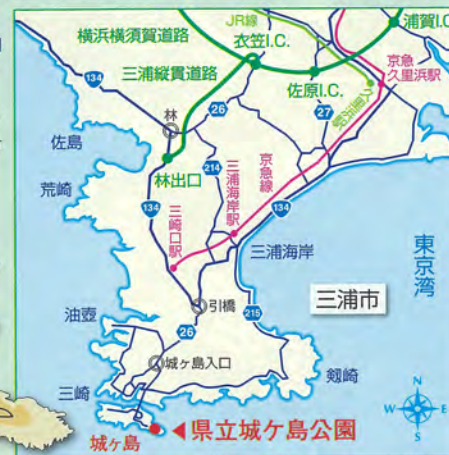 JR線
浦賀I.C.
横浜横須賀道路
衣笠I.C.
京急
久里浜駅
134
三浦縦貫道路
佐原I.C.
久里浜駅
林
26
27
佐島
214
林出口
京急線
三浦海岸駅
荒崎
134
134
三崎口駅
三浦海岸
東京湾
引橋
215
三浦市
油壺
26
城ヶ島入口
剱崎
三崎
N
W
E
S
城ヶ島
◀県立城ケ島公園